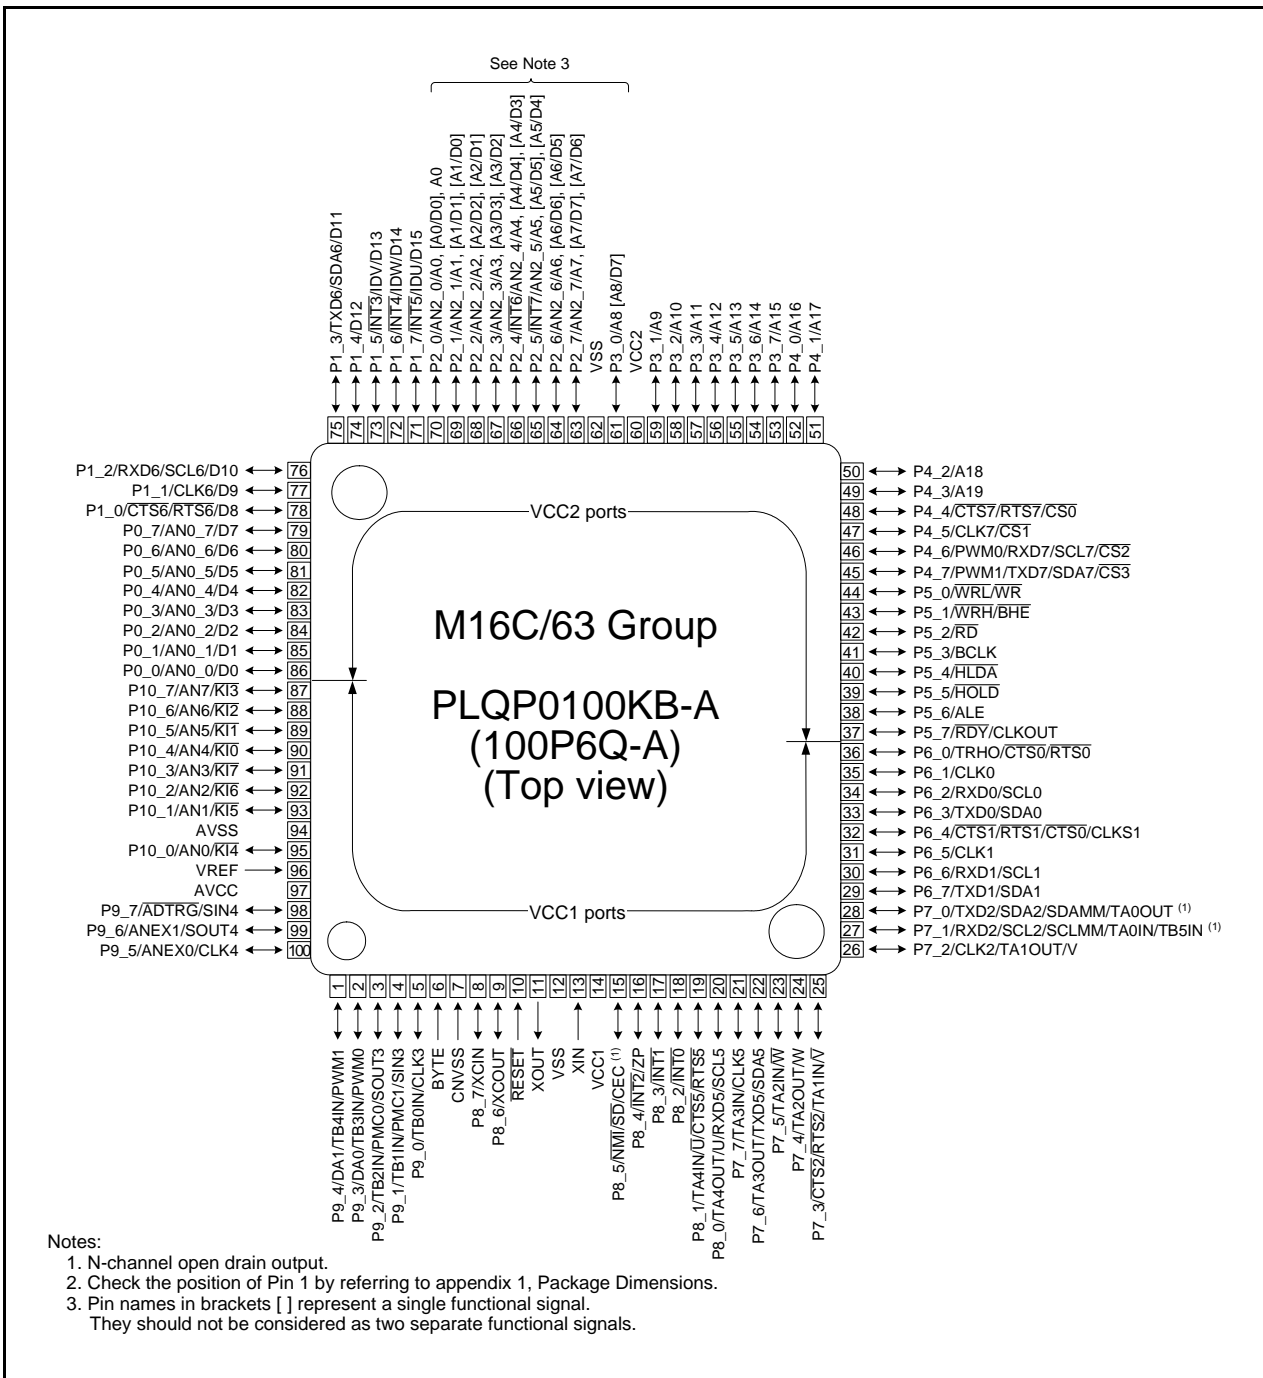 See Note 3
P1_3/TXD6/SDA6/D11
P1_4/D12
P1_5/INT3/IDV/D13
P1_6/INT4/IDW/D14
P1_7/INT5/IDU/D15
P2_0/AN2_0/A0, [A0/D0], A0
P2_1/AN2_1/A1, [A1/D1], [A1/D0]
P2_2/AN2_2/A2, [A2/D2], [A2/D1]
P2_3/AN2_3/A3, [A3/D3], [A3/D2]
P2_4/INT6/AN2_4/A4, [A4/D4], [A4/D3]
P2_5/INT7/AN2_5/A5, [A5/D5], [A5/D4]
P2_6/AN2_6/A6, [A6/D6], [A6/D5]
P2_7/AN2_7/A7, [A7/D7], [A7/D6]
VSS
P3_0/A8 [A8/D7]
VCC2
P3_1/A9
P3_2/A10
P3_3/A11
P3_4/A12
P3_5/A13
P3_6/A14
P3_7/A15
P4_0/A16
P4_1/A17
75 74 73 72 71 70 69 68 67 66 65 64 63 62 61 60 59 58 57 56 55 54 53 52 51
P1_2/RXD6/SCL6/D10 76
P1_1/CLK6/D9 77
P1_0/CTS6/RTS6/D8 78
P0_7/AN0_7/D7 79
P0_6/AN0_6/D6 80
P0_5/AN0_5/D5 81
P0_4/AN0_4/D4 82
P0_3/AN0_3/D3 83
P0_2/AN0_2/D2 84
P0_1/AN0_1/D1 85
P0_0/AN0_0/D0 86
P10_7/AN7/KI3 87
P10_6/AN6/KI2 88
P10_5/AN5/KI1 89
P10_4/AN4/KI0 90
P10_3/AN3/KI7 91
P10_2/AN2/KI6 92
P10_1/AN1/KI5 93
AVSS 94
P10_0/AN0/KI4 95
VREF 96
AVCC 97
P9_7/ADTRG/SIN4 98
P9_6/ANEX1/SOUT4 99
P9_5/ANEX0/CLK4 100
VCC2 ports
M16C/63 Group
PLQP0100KB-A
(100P6Q-A)
(Top view)
VCC1 ports
50 P4_2/A18
49 P4_3/A19
48 P4_4/CTS7/RTS7/CS0
47 P4_5/CLK7/CS1
46 P4_6/PWM0/RXD7/SCL7/CS2
45 P4_7/PWM1/TXD7/SDA7/CS3
44 P5_0/WRL/WR
43 P5_1/WRH/BHE
42 P5_2/RD
41 P5_3/BCLK
40 P5_4/HLDA
39 P5_5/HOLD
38 P5_6/ALE
37 P5_7/RDY/CLKOUT
36 P6_0/TRHO/CTS0/RTS0
35 P6_1/CLK0
34 P6_2/RXD0/SCL0
33 P6_3/TXD0/SDA0
32 P6_4/CTS1/RTS1/CTS0/CLKS1
31 P6_5/CLK1
30 P6_6/RXD1/SCL1
29 P6_7/TXD1/SDA1
28 P7_0/TXD2/SDA2/SDAMM/TA0OUT (1)
27 P7_1/RXD2/SCL2/SCLMM/TA0IN/TB5IN (1)
26 P7_2/CLK2/TA1OUT/V
1 2 3 4 5 6 7 8 9 10 11 12 13 14 15 16 17 18 19 20 21 22 23 24 25
P9_4/DA1/TB4IN/PWM1
P9_3/DA0/TB3IN/PWM0
P9_2/TB2IN/PMC0/SOUT3
P9_1/TB1IN/PMC1/SIN3
P9_0/TB0IN/CLK3
BYTE
CNVSS
P8_7/XCIN
P8_6/XCOUT
RESET
XOUT
VSS
XIN
VCC1
P8_5/NMI/SD/CEC (1)
P8_4/INT2/ZP
P8_3/INT1
P8_2/INT0
P8_1/TA4IN/U/CTS5/RTS5
P8_0/TA4OUT/U/RXD5/SCL5
P7_7/TA3IN/CLK5
P7_6/TA3OUT/TXD5/SDA5
P7_5/TA2IN/W
P7_4/TA2OUT/W
P7_3/CTS2/RTS2/TA1IN/V
Notes:
1. N-channel open drain output.
2. Check the position of Pin 1 by referring to appendix 1, Package Dimensions.
3. Pin names in brackets [ ] represent a single functional signal.
They should not be considered as two separate functional signals.